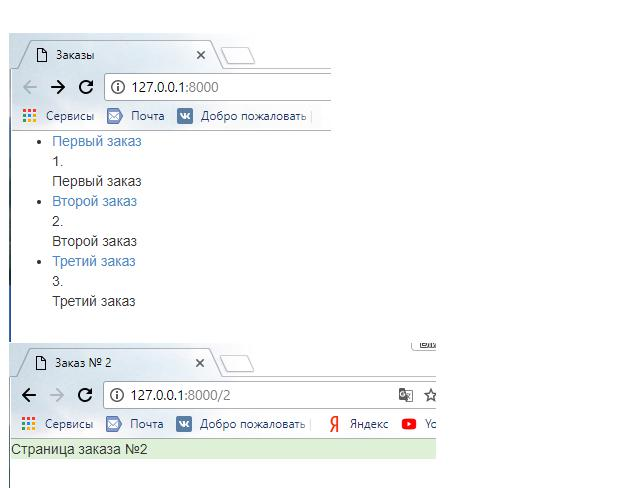 Заказы
127.0.0.1:8000
Сервисы Почта Добро пожаловать
Первый заказ
1.
Первый заказ
Второй заказ
2.
Второй заказ
Третий заказ
3.
Третий заказ
Заказ № 2
127.0.0.1:8000/2
Сервисы Почта Добро пожаловать Яндекс Yo
Страница заказа №2